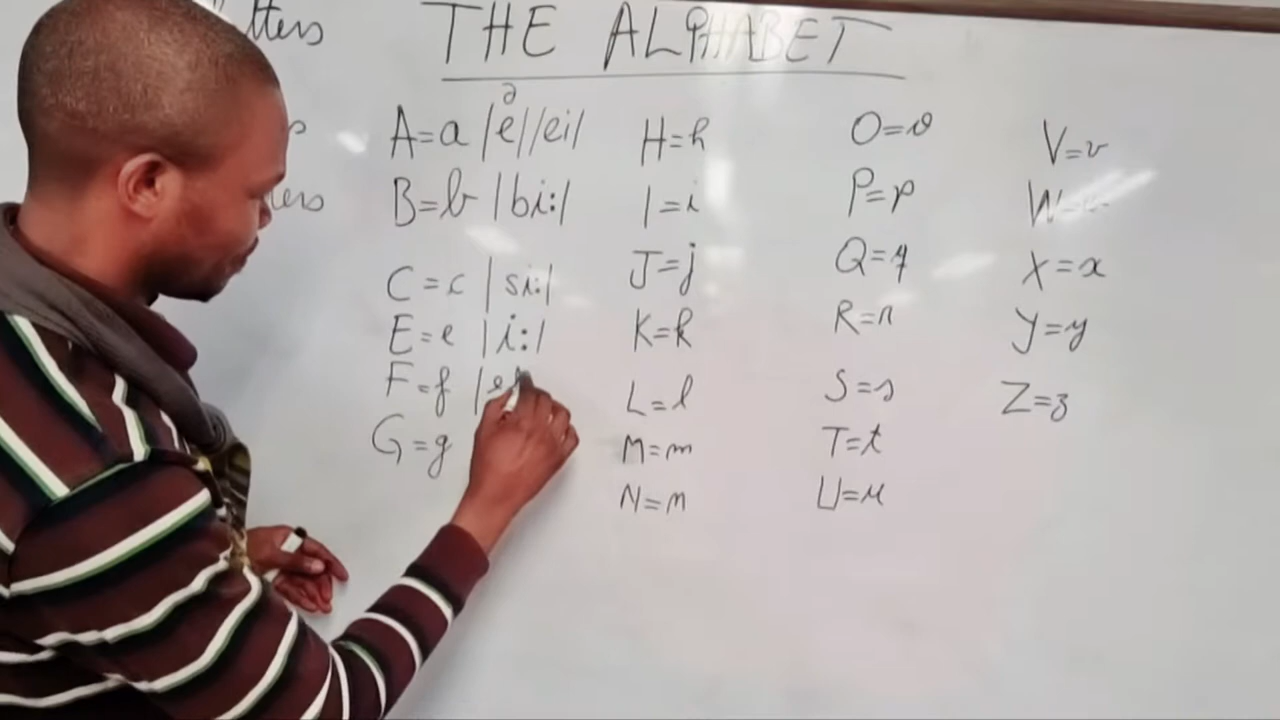 THE ALPHABET
ə
A=a |e| |ei|
B=b |bi:|
C=c |si:|
E=e |i:|
F=f |e
G=g
H=h
I=i
J=j
K=k
L=l
M=m
N=n
O=o
P=p
Q=q
R=r
S=s
T=t
U=u
V=v
X=x
Y=y
Z=z